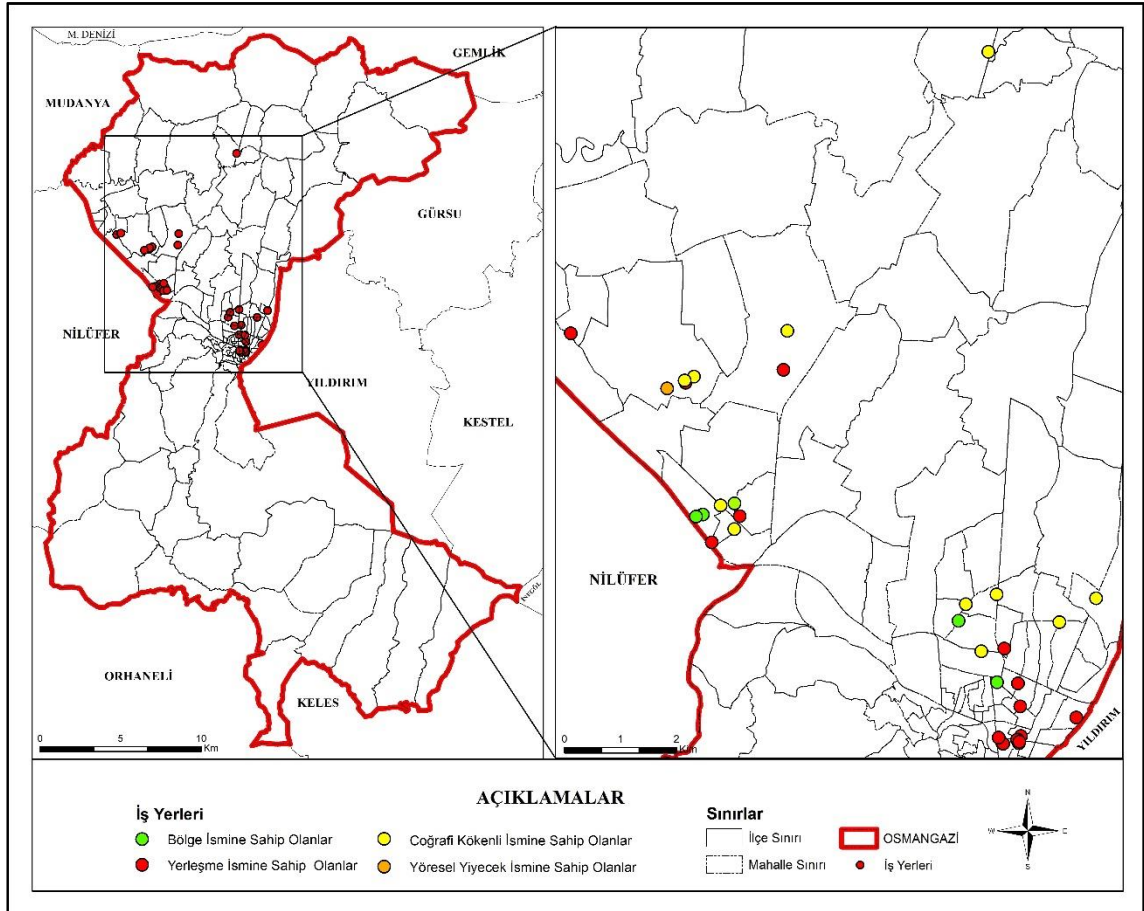 M. DENİZİ
GEMLİK
MUDANYA
GÜRSU
NİLÜFER
YILDIRIM
KESTEL
İNEGÖL
ORHANELİ
KELES
0 5 10
Km
NİLÜFER
YILDIRIM
0 1 2
Km
AÇIKLAMALAR
İş Yerleri
Bölge İsmine Sahip Olanlar
Yerleşme İsmine Sahip Olanlar
Coğrafi Kökenli İsmine Sahip Olanlar
Yöresel Yiyecek İsmine Sahip Olanlar
Sınırlar
İlçe Sınırı
Mahalle Sınırı
OSMANGAZİ
İş Yerleri
N
W E
S